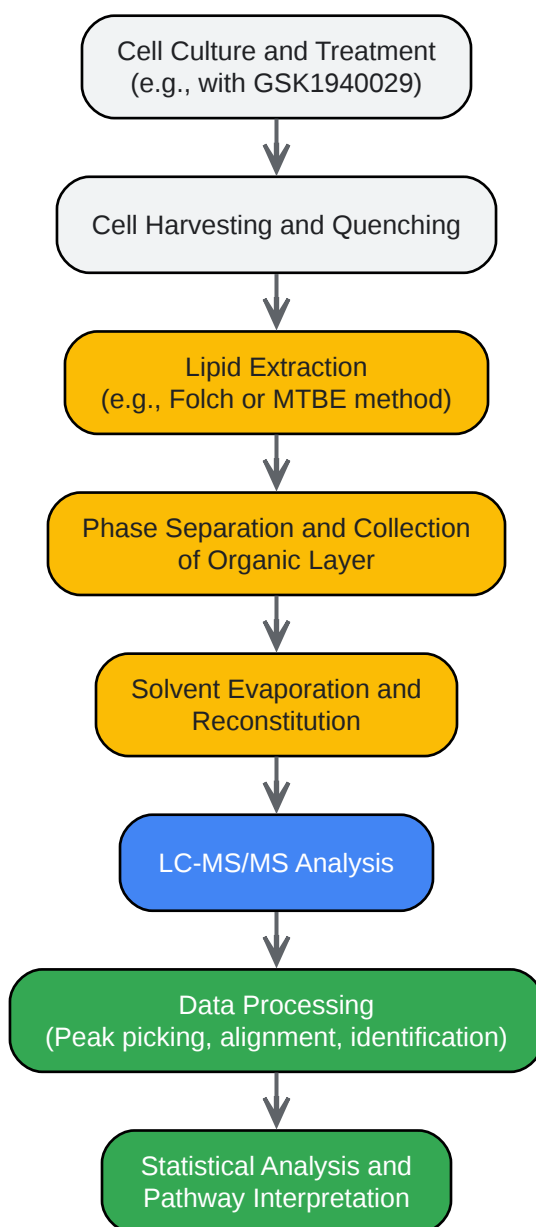 Cell Culture and Treatment
(e.g., with GSK1940029)
Cell Harvesting and Quenching
Lipid Extraction
(e.g., Folch or MTBE method)
Phase Separation and Collection
of Organic Layer
Solvent Evaporation and
Reconstitution
LC-MS/MS Analysis
Data Processing
(Peak picking, alignment, identification)
Statistical Analysis and
Pathway Interpretation